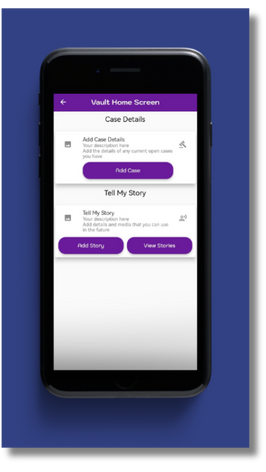 Vault Home Screen
Case Details
Add Case Details
Your description here
Add the details of any current open cases
you have
Add Case
Tell My Story
Tell My Story
Your description here
Add details and media that you can use
in the future
Add Story
View Stories